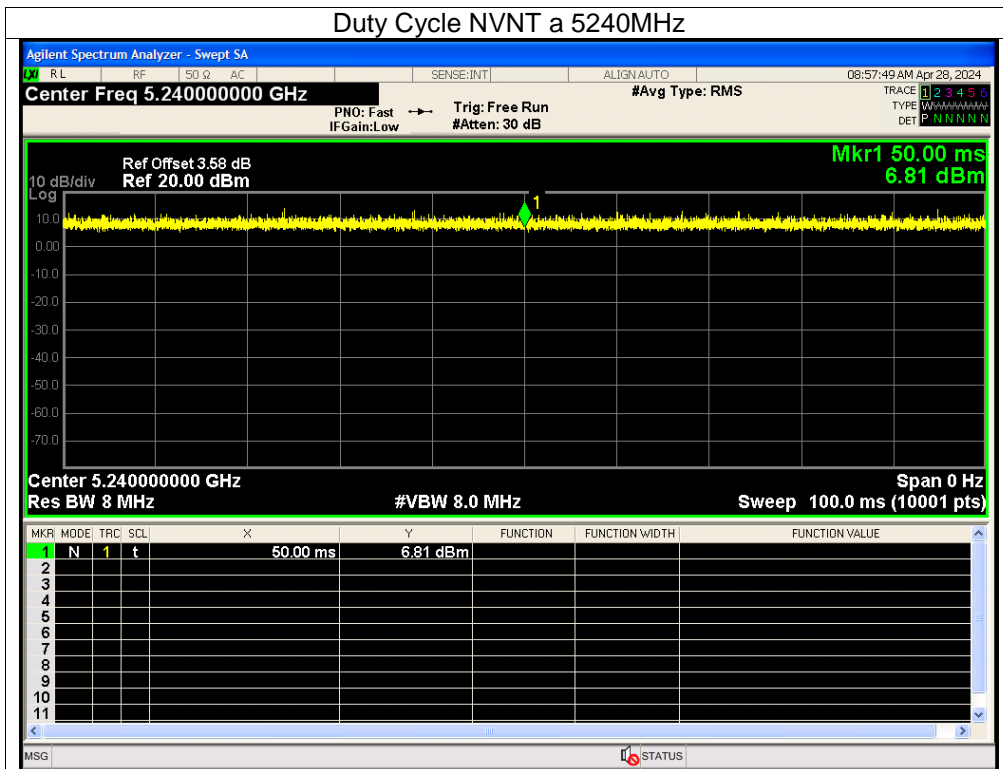 Duty Cycle NVNT a 5240MHz
Agilent Spectrum Analyzer - Swept SA
LXI RL RF 50 Ω AC SENSE:INT ALIGN AUTO 08:57:49 AM Apr 28, 2024
Center Freq 5.240000000 GHz #Avg Type: RMS TRACE 1 2 3 4 5 6
PNO: Fast Trig: Free Run TYPE WWWWWW
IFGain:Low #Atten: 30 dB DET P N N N N N
Mkr1 50.00 ms
Ref Offset 3.58 dB
10 dB/div Ref 20.00 dBm 6.81 dBm
Log
1
10.0
0.00
-10.0
-20.0
-30.0
-40.0
-50.0
-60.0
-70.0
Center 5.240000000 GHz Span 0 Hz
Res BW 8 MHz #VBW 8.0 MHz Sweep 100.0 ms (10001 pts)
MKR MODE TRC SCL X Y FUNCTION FUNCTION WIDTH FUNCTION VALUE
1 N 1 t 50.00 ms 6.81 dBm
2
3
4
5
6
7
8
9
10
11
MSG STATUS